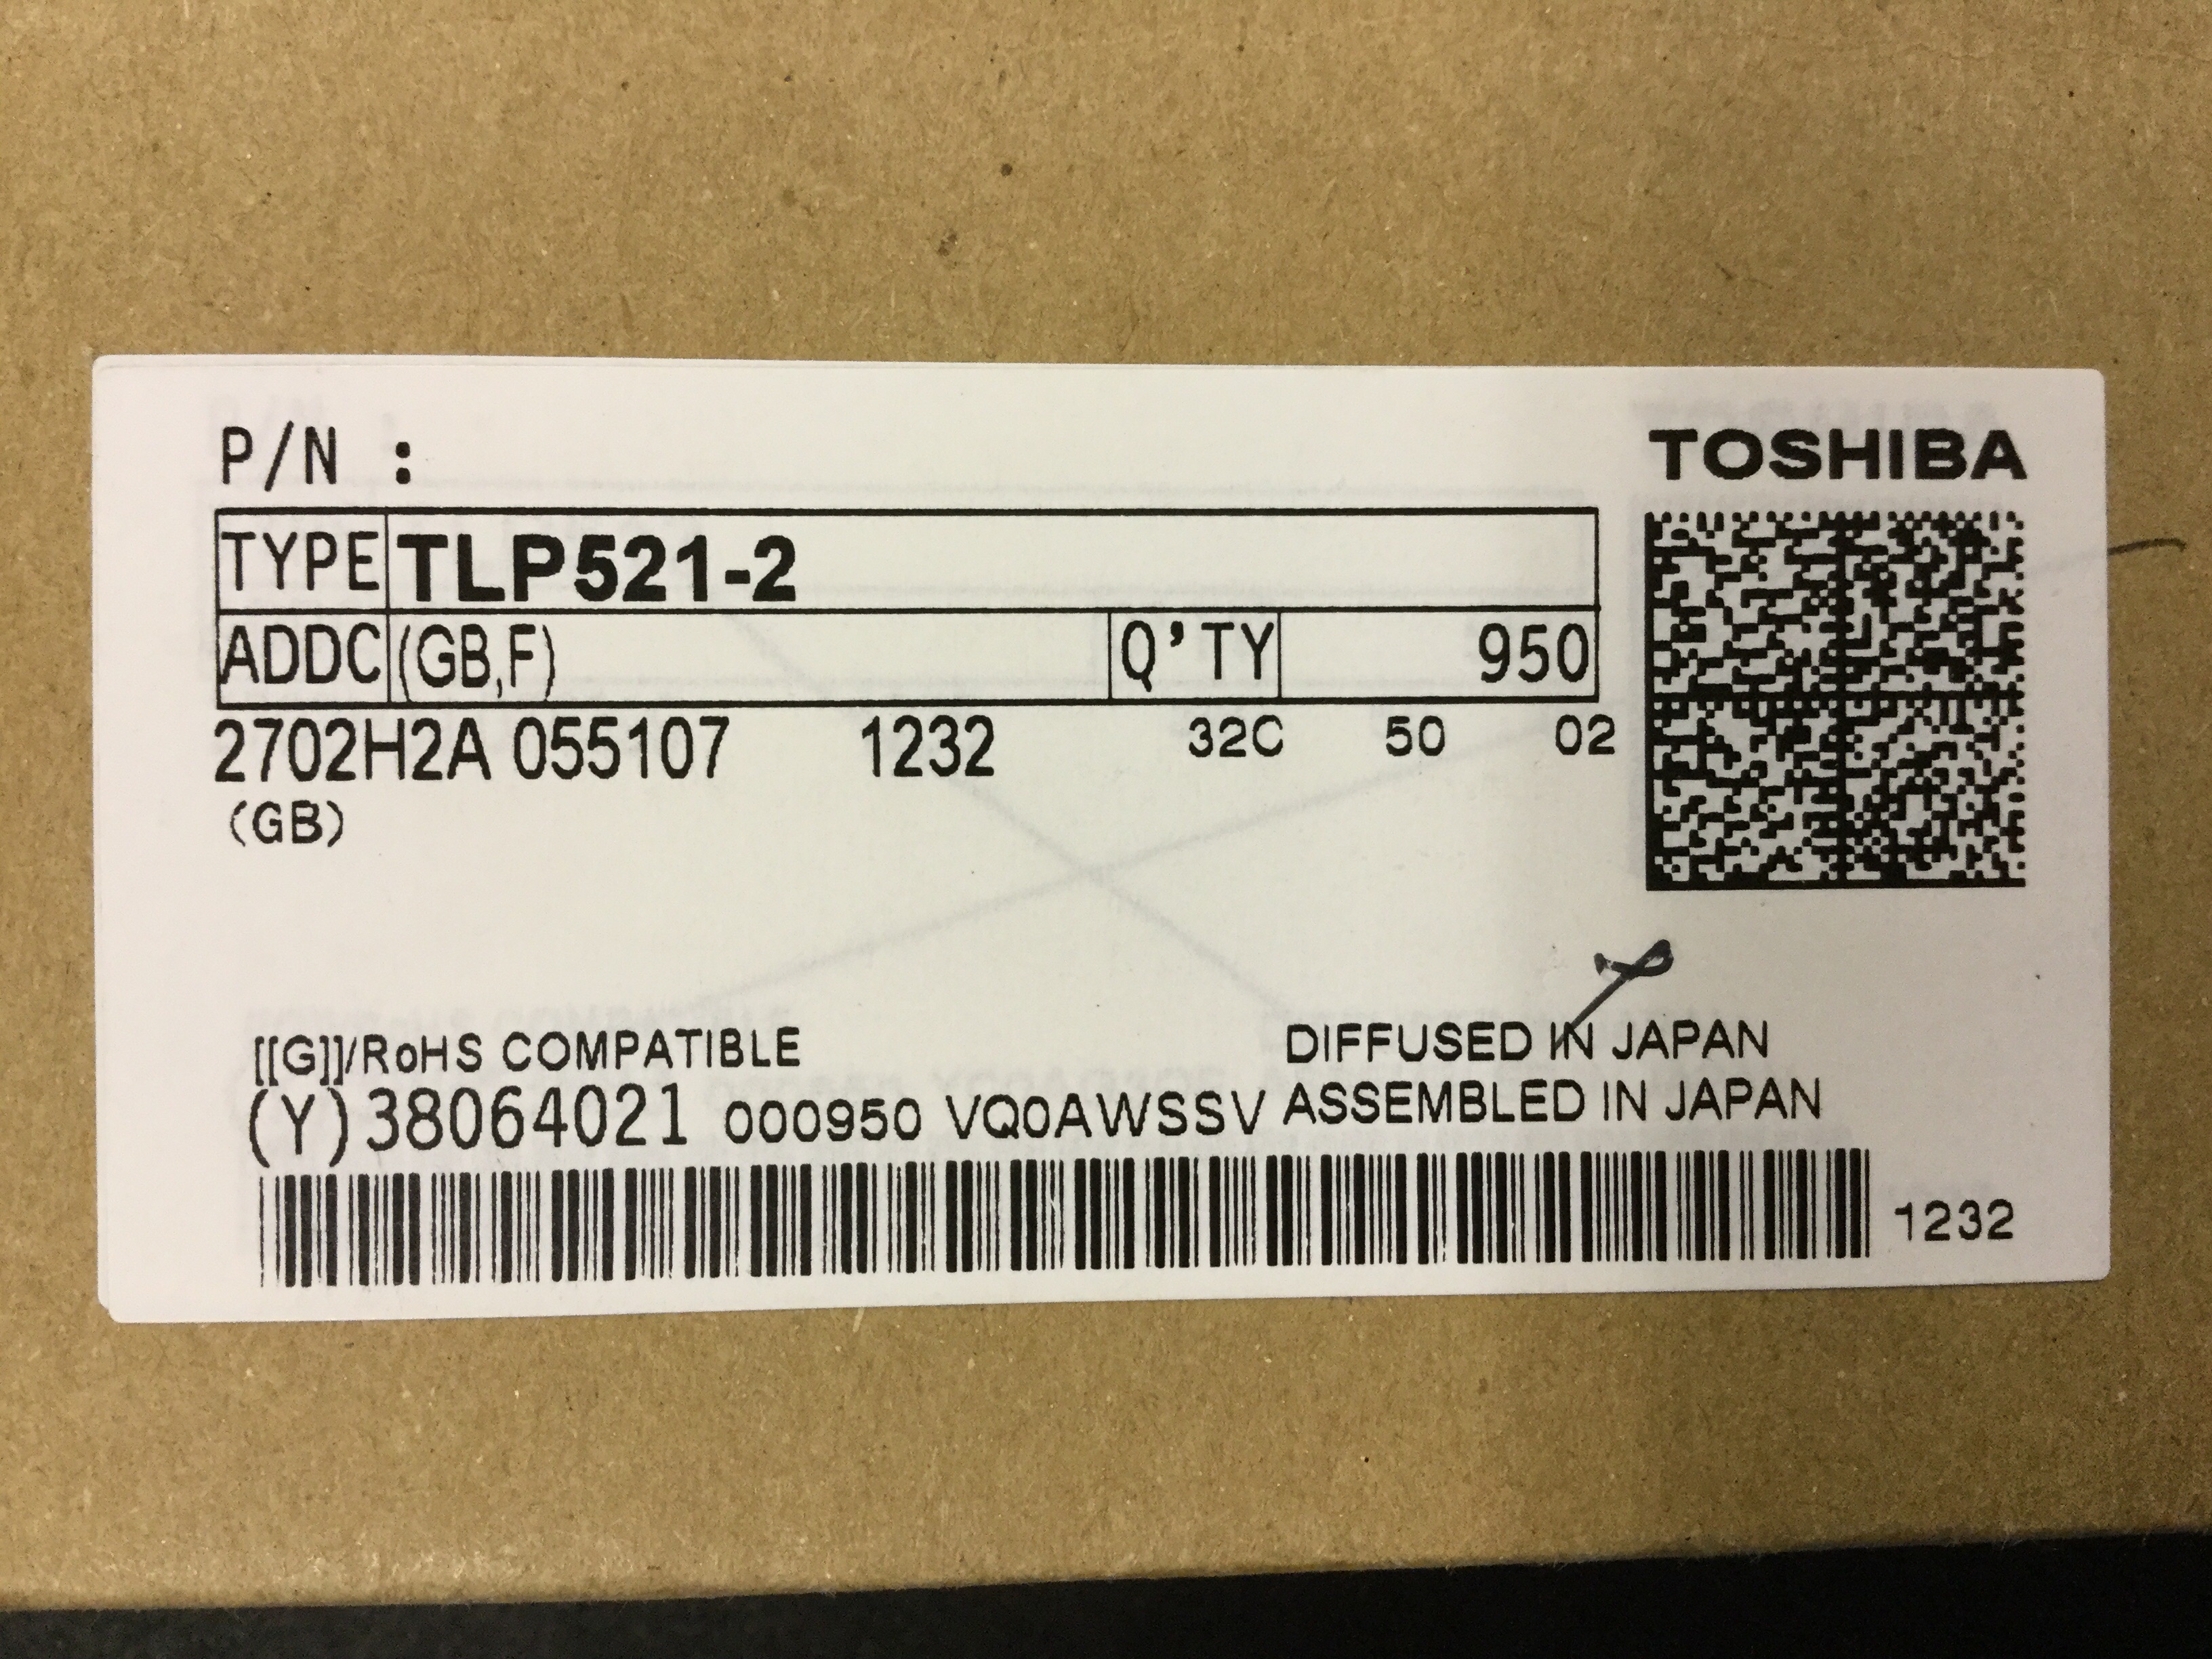 P/N :
TOSHIBA
TYPE TLP521-2
ADDC (GB,F) Q'TY 950
2702H2A 055107 1232 32C 50 02
(GB)
[[G]]/RoHS COMPATIBLE
DIFFUSED IN JAPAN
(Y)38064021 000950 VQ0AWSSV
ASSEMBLED IN JAPAN
1232